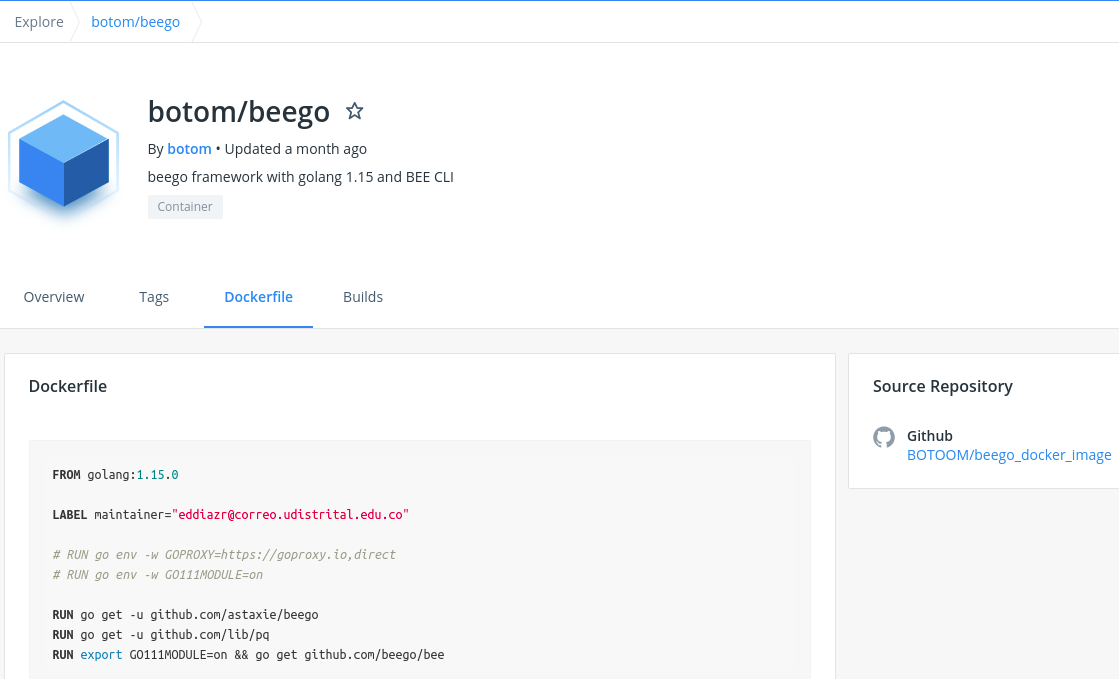 Explore botom/beego
botom/beego
By botom • Updated a month ago
beego framework with golang 1.15 and BEE CLI
Container
Overview Tags Dockerfile Builds
Dockerfile
FROM golang:1.15.0
LABEL maintainer="eddiazr@correo.udistrital.edu.co"
# RUN go env -w GOPROXY=https://goproxy.io,direct
# RUN go env -w GO111MODULE=on
RUN go get -u github.com/astaxie/beego
RUN go get -u github.com/lib/pq
RUN export GO111MODULE=on && go get github.com/beego/bee
Source Repository
Github
BOTOOM/beego_docker_image